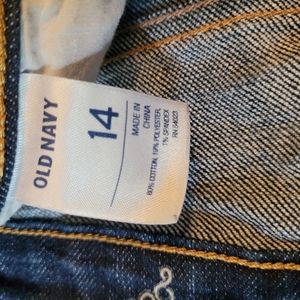 OLD NAVY
14
MADE IN
CHINA
80% COTTON, 19% POLYESTER,
1% SPANDEX
RN 54023